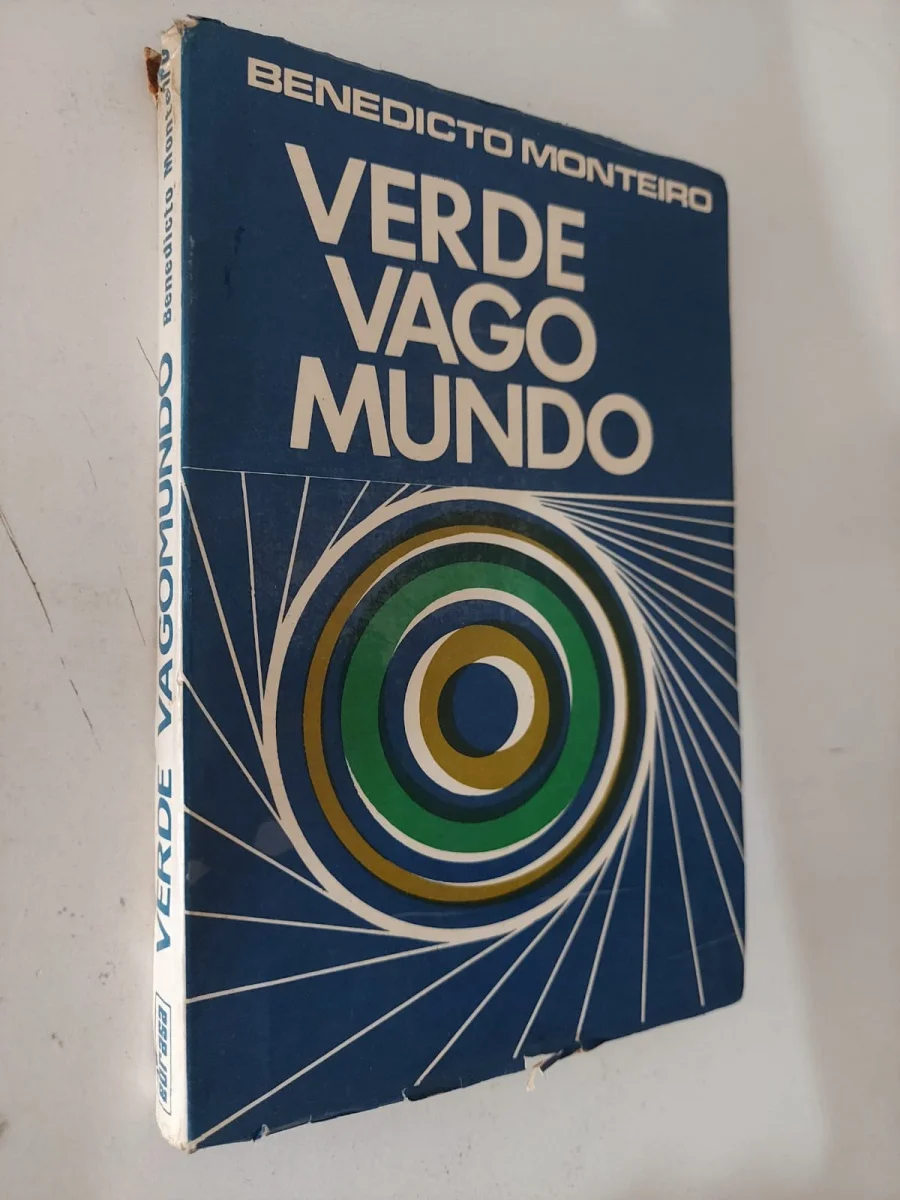 BENEDICTO MONTEIRO
VERDE
VAGO
MUNDO
VERDE VAGOMUNDO Benedicto Monteiro